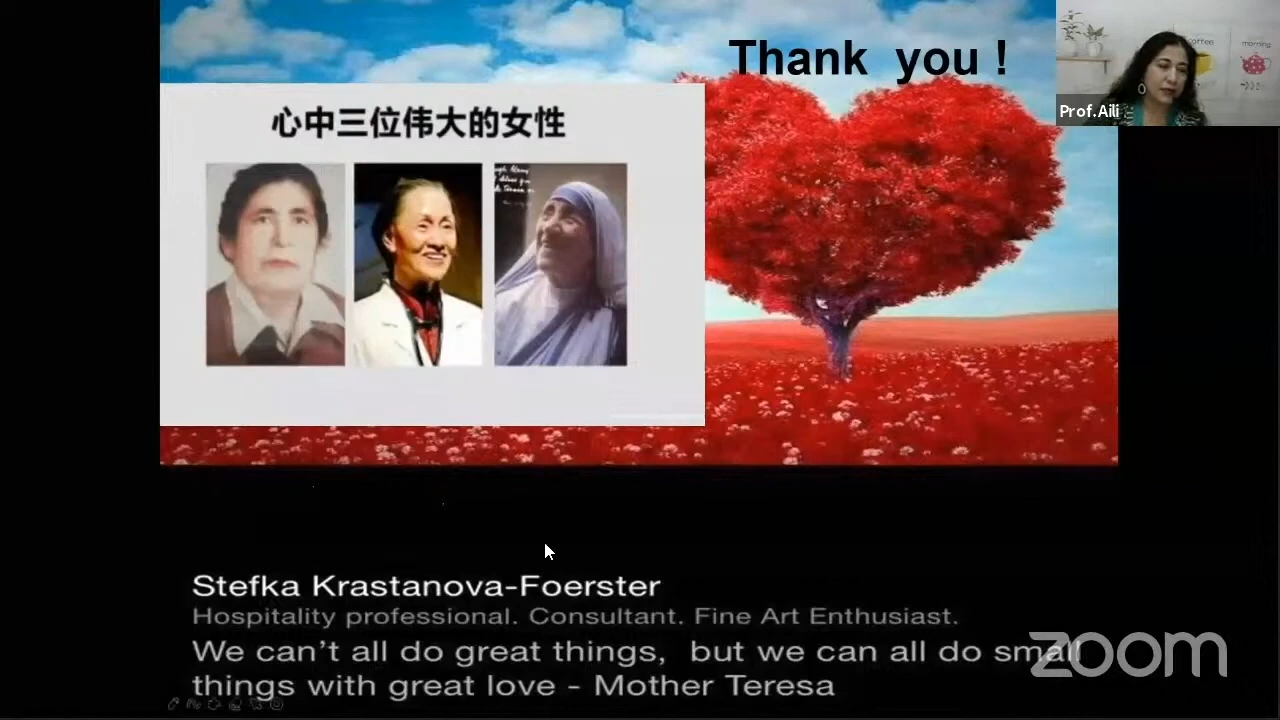 Thank you !
Prof.Aili
心中三位伟大的女性
Stefka Krastanova-Foerster
Hospitality professional. Consultant. Fine Art Enthusiast.
We can't all do great things, but we can all do small
things with great love - Mother Teresa
zoom
coffee
morning